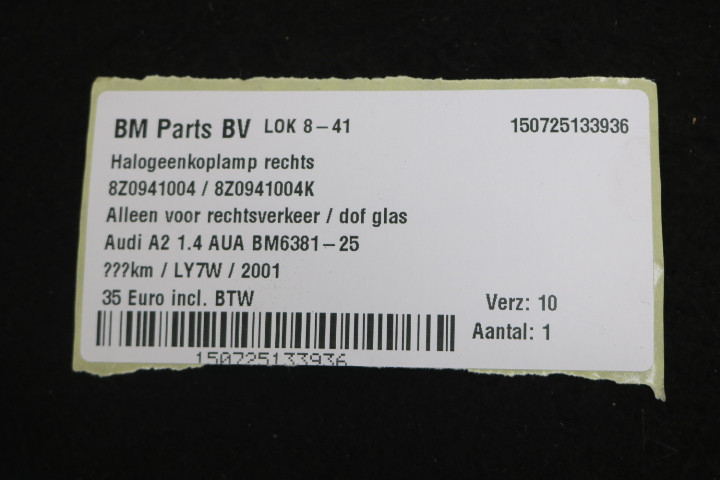 BM Parts BV LOK 8-41 150725133936
Halogeenkoplamp rechts
8Z0941004 / 8Z0941004K
Alleen voor rechtsverkeer / dof glas
Audi A2 1.4 AUA BM6381-25
???km / LY7W / 2001
35 Euro incl. BTW Verz: 10
Aantal: 1
150725133936